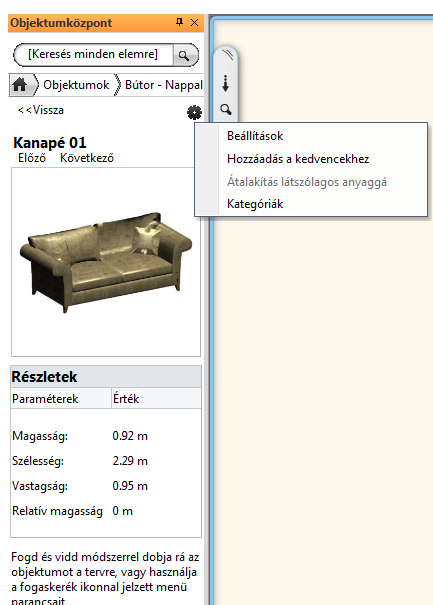 Objektumközpont
[Keresés minden elemre]
Objektumok
Bútor - Nappal
<<Vissza
Beállítások
Hozzáadás a kedvencekhez
Átalakítás látszólagos anyaggá
Kategóriák
Kanapé 01
Előző Következő
Részletek
Paraméterek Érték
Magasság: 0.92 m
Szélesség: 2.29 m
Vastagság: 0.95 m
Relatív magasság 0 m
Fogd és vidd módszerrel dobja rá az
objektumot a tervre, vagy használja
a fogaskerék ikonnal jelzett menü
parancsait